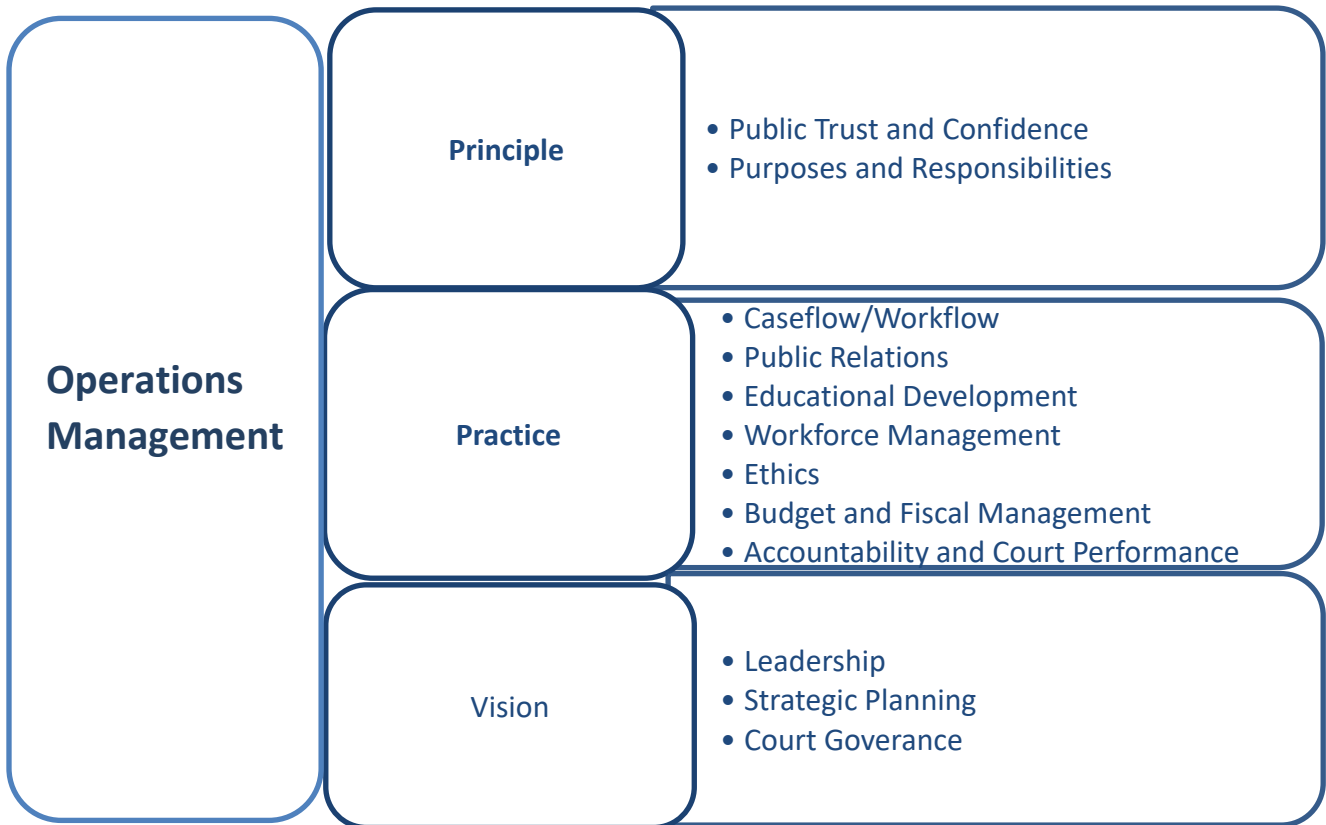 Operations
Management
Principle
• Public Trust and Confidence
• Purposes and Responsibilities
Practice
• Caseflow/Workflow
• Public Relations
• Educational Development
• Workforce Management
• Ethics
• Budget and Fiscal Management
• Accountability and Court Performance
Vision
• Leadership
• Strategic Planning
• Court Goverance